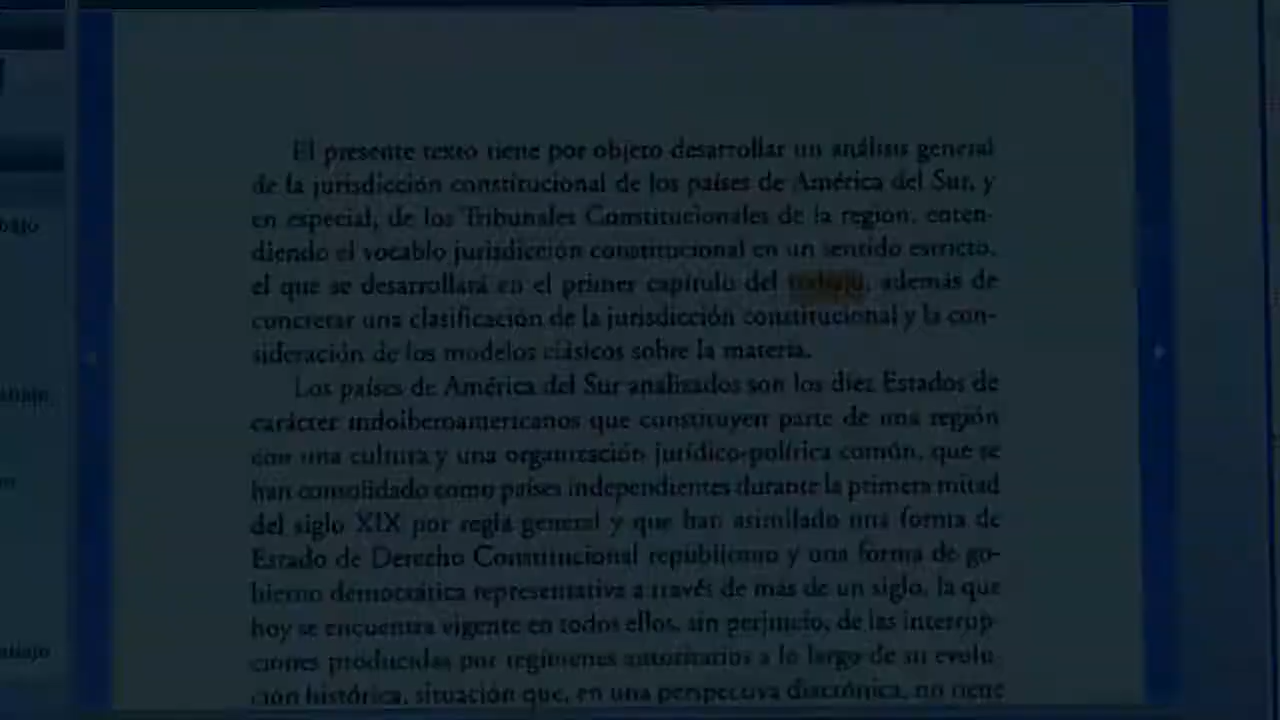 El presente texto tiene por objeto desarrollar un análisis general
de la jurisdicción constitucional de los países de América del Sur, y
en especial, de los Tribunales Constitucionales de la region, enten-
diendo el vocablo jurisdicción constitucional en un sentido estricto,
el que se desarrollará en el primer capítulo del trabajo, además de
concretar una clasificación de la jurisdicción constitucional y la con-
sideración de los modelos clásicos sobre la materia.
Los países de América del Sur analizados son los diez Estados de
carácter indoiberoamericanos que constituyen parte de una región
con una cultura y una organización jurídico-política común, que se
han consolidado como países independientes durante la primera mitad
del siglo XIX por regla general y que han asimilado una forma de
Estado de Derecho Constitucional republicano y una forma de go-
bierno democrática representativa a través de más de un siglo, la que
hoy se encuentra vigente en todos ellos, sin perjuicio, de las interrup-
ciones producidas por regímenes autoritarios a lo largo de su evolu
ción histórica, situación que, en una perspectiva diacrónica, no tiene
bajo